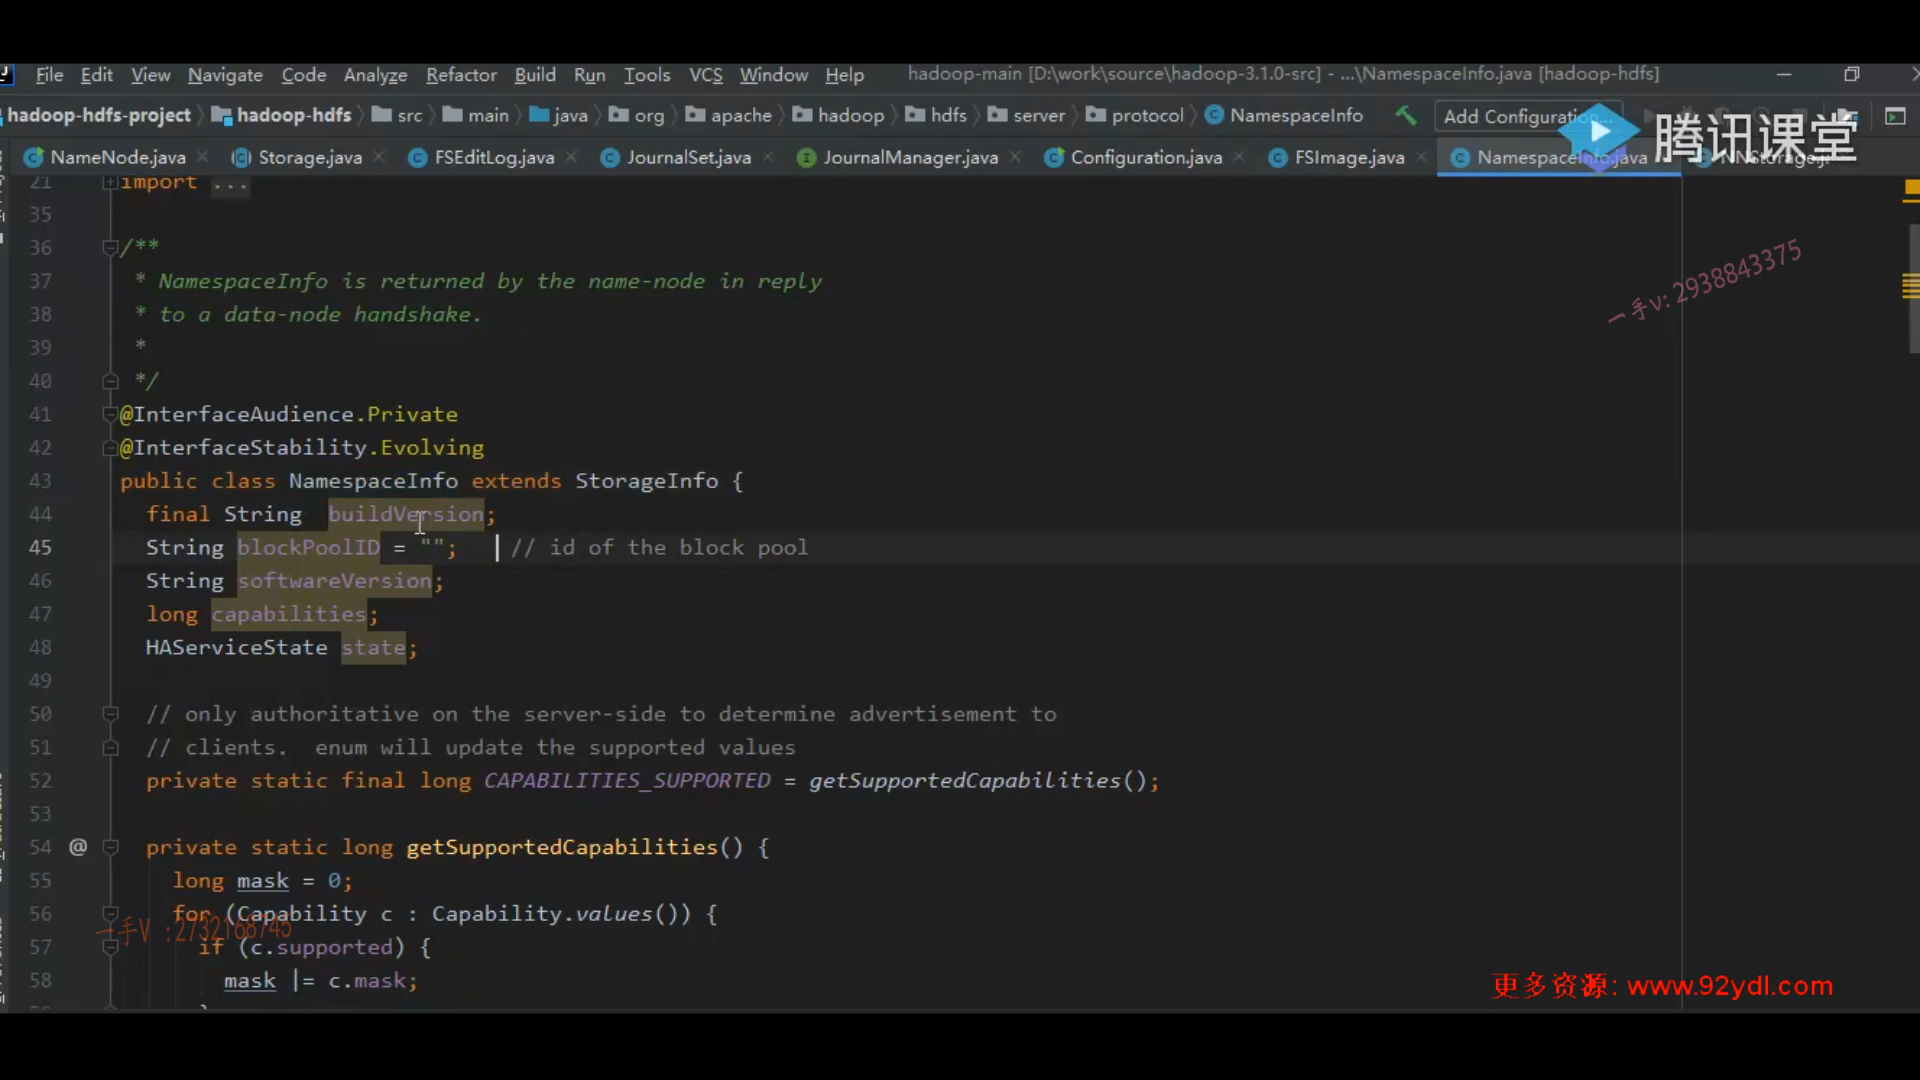 File Edit View Navigate Code Analyze Refactor Build Run Tools VCS Window Help hadoop-main [D:\work\source\hadoop-3.1.0-src] - ...\NamespaceInfo.java [hadoop-hdfs]
hadoop-hdfs-project hadoop-hdfs src main java org apache hadoop hdfs server protocol NamespaceInfo Add Configuration...
腾讯课堂
NameNode.java Storage.java FSEditLog.java JournalSet.java JournalManager.java Configuration.java FSImage.java NamespaceInfo.java
21 import ...
35
36 /**
37 * NamespaceInfo is returned by the name-node in reply
38 * to a data-node handshake.
39 *
40 */
41 @InterfaceAudience.Private
42 @InterfaceStability.Evolving
43 public class NamespaceInfo extends StorageInfo {
44 final String buildVersion;
45 String blockPoolID = ""; // id of the block pool
46 String softwareVersion;
47 long capabilities;
48 HAServiceState state;
49
50 // only authoritative on the server-side to determine advertisement to
51 // clients. enum will update the supported values
52 private static final long CAPABILITIES_SUPPORTED = getSupportedCapabilities();
53
54 @ private static long getSupportedCapabilities() {
55 long mask = 0;
56 for (Capability c : Capability.values()) {
57 if (c.supported) {
58 mask |= c.mask;
一手v: 2938843375
一手V :2732168745
更多资源: www.92ydl.com